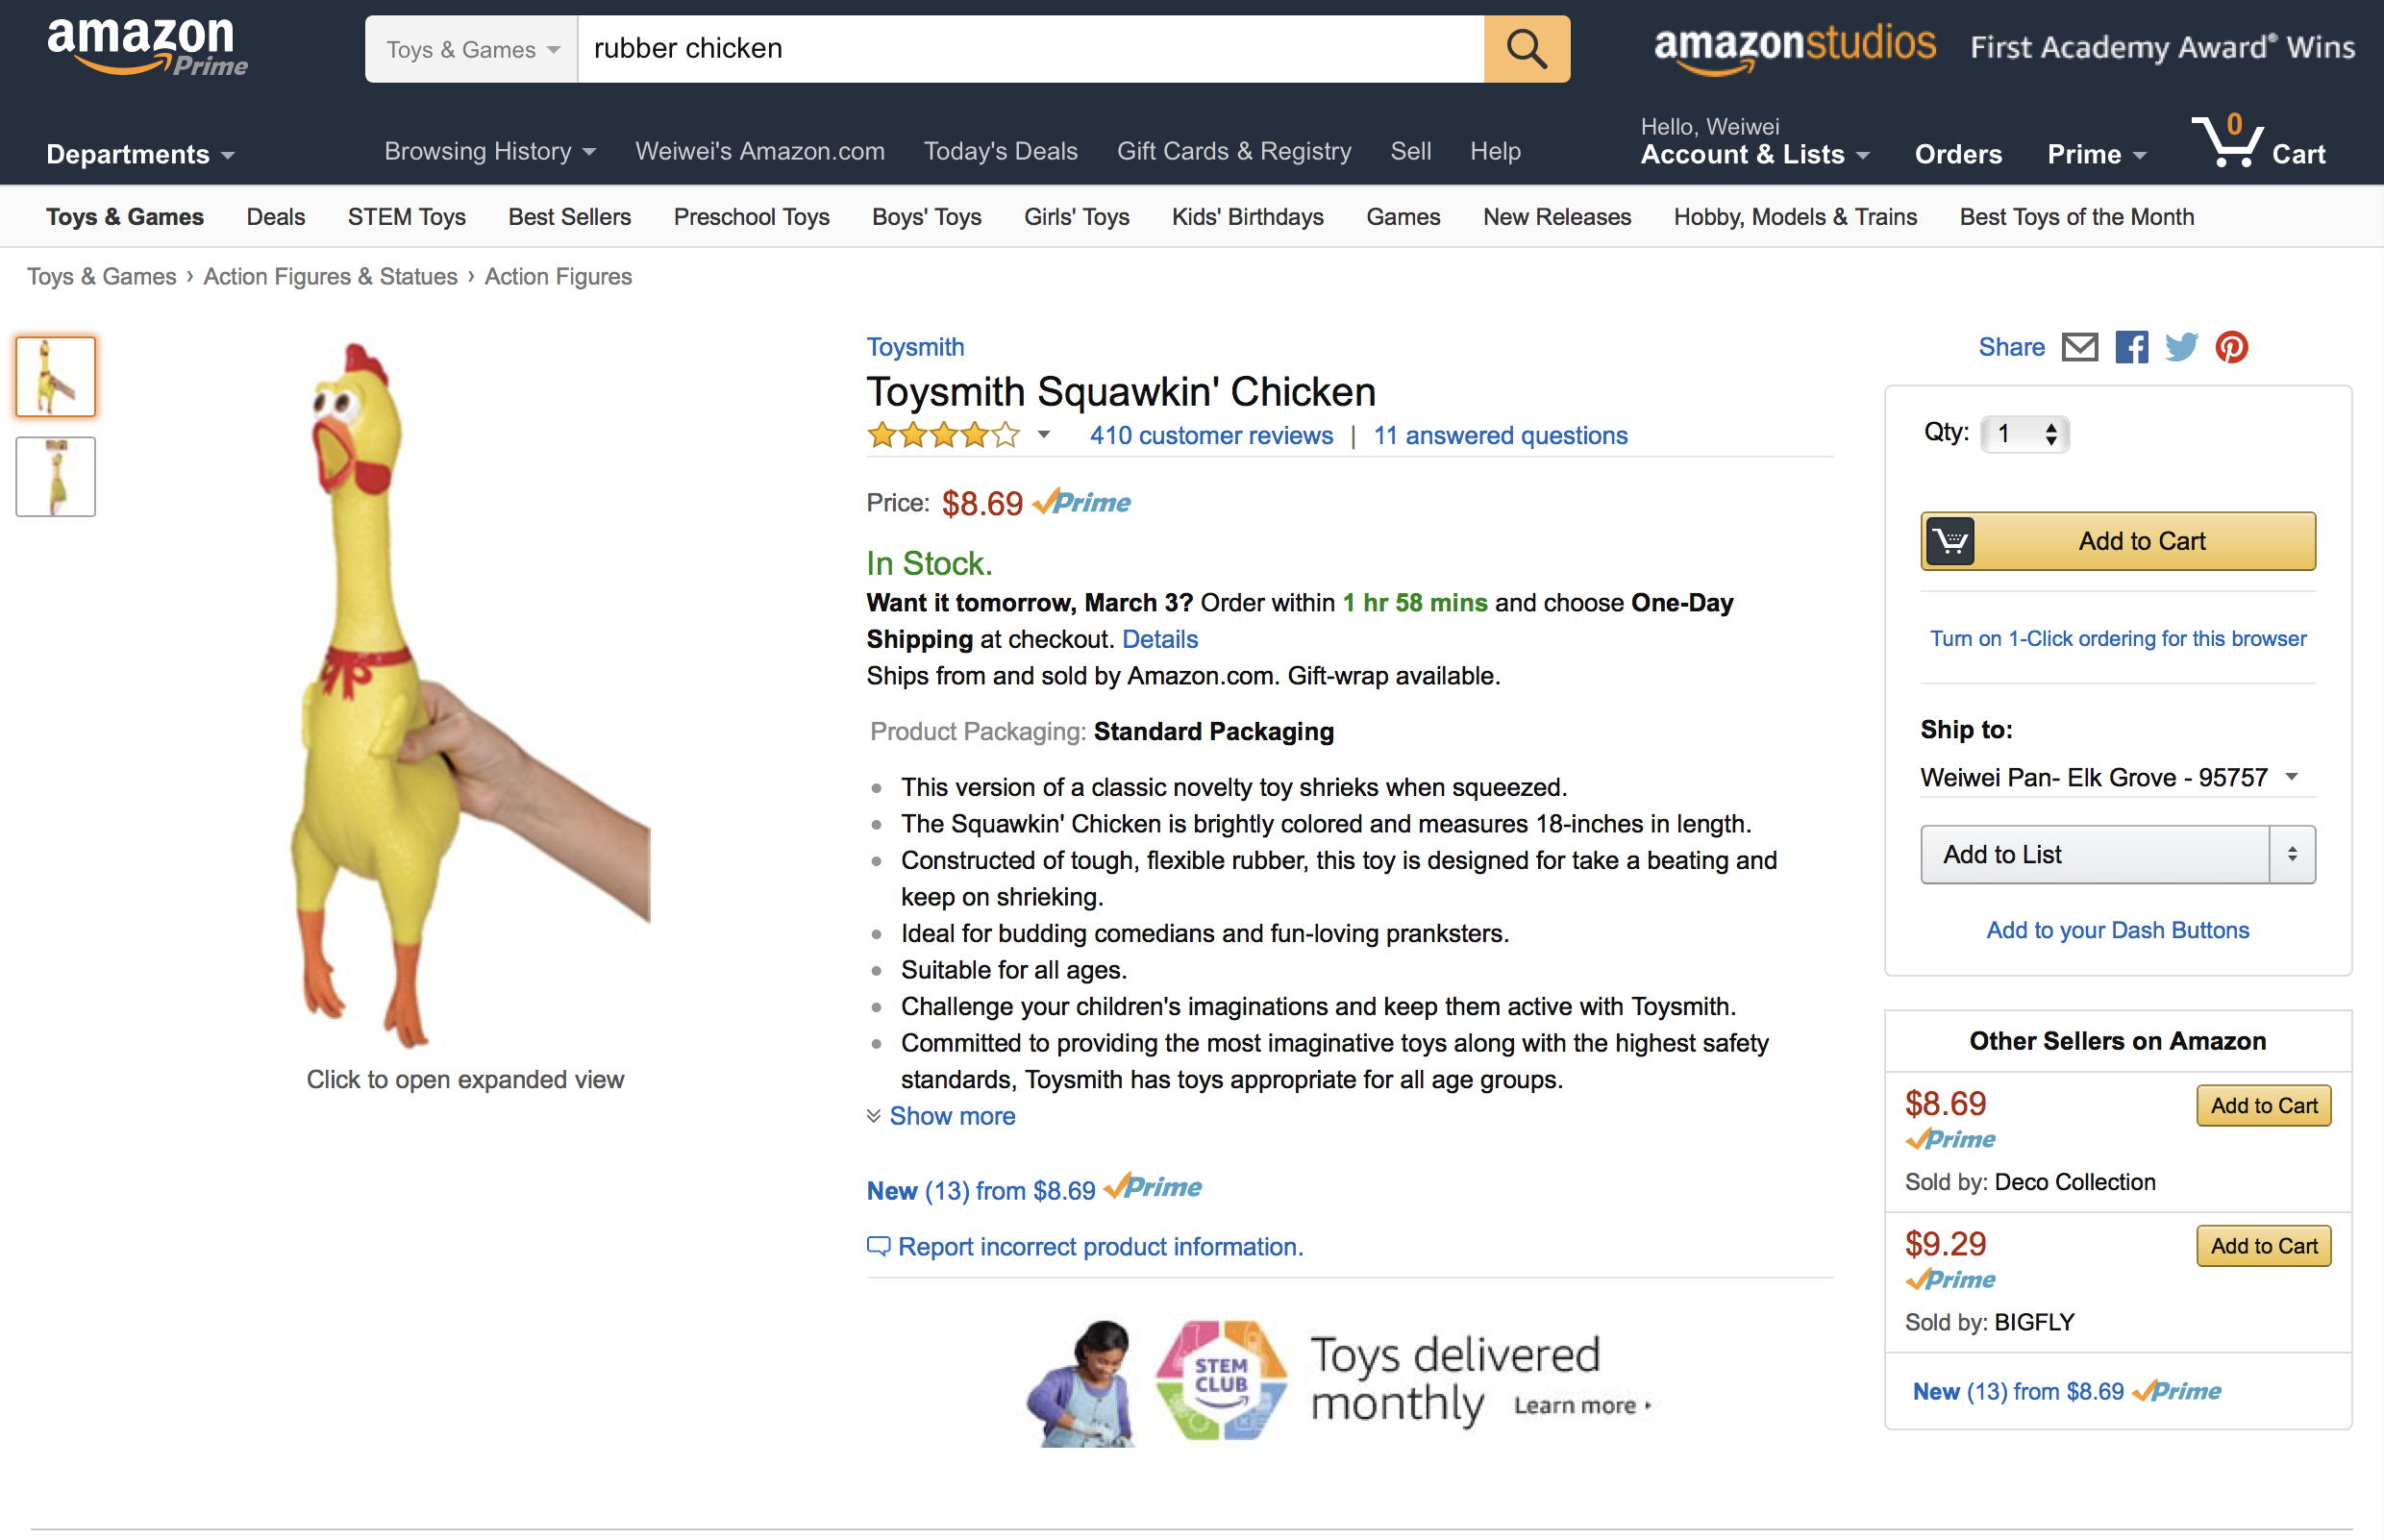 amazon
Prime
Toys & Games
rubber chicken
amazonstudios First Academy Award® Wins
Departments
Browsing History
Weiwei's Amazon.com
Today's Deals
Gift Cards & Registry
Sell
Help
Hello, Weiwei
Account & Lists
Orders
Prime
0
Cart
Toys & Games Deals STEM Toys Best Sellers Preschool Toys Boys' Toys Girls' Toys Kids' Birthdays Games New Releases Hobby, Models & Trains Best Toys of the Month
Toys & Games › Action Figures & Statues › Action Figures
Click to open expanded view
Toysmith
Toysmith Squawkin' Chicken
410 customer reviews | 11 answered questions
Price: $8.69 Prime
In Stock.
Want it tomorrow, March 3? Order within 1 hr 58 mins and choose One-Day
Shipping at checkout. Details
Ships from and sold by Amazon.com. Gift-wrap available.
Product Packaging: Standard Packaging
This version of a classic novelty toy shrieks when squeezed.
The Squawkin' Chicken is brightly colored and measures 18-inches in length.
Constructed of tough, flexible rubber, this toy is designed for take a beating and
keep on shrieking.
Ideal for budding comedians and fun-loving pranksters.
Suitable for all ages.
Challenge your children's imaginations and keep them active with Toysmith.
Committed to providing the most imaginative toys along with the highest safety
standards, Toysmith has toys appropriate for all age groups.
Show more
New (13) from $8.69 Prime
Report incorrect product information.
STEM
CLUB
Toys delivered
monthly Learn more
Share
Qty: 1
Add to Cart
Turn on 1-Click ordering for this browser
Ship to:
Weiwei Pan- Elk Grove - 95757
Add to List
Add to your Dash Buttons
Other Sellers on Amazon
$8.69
Add to Cart
Prime
Sold by: Deco Collection
$9.29
Add to Cart
Prime
Sold by: BIGFLY
New (13) from $8.69 Prime